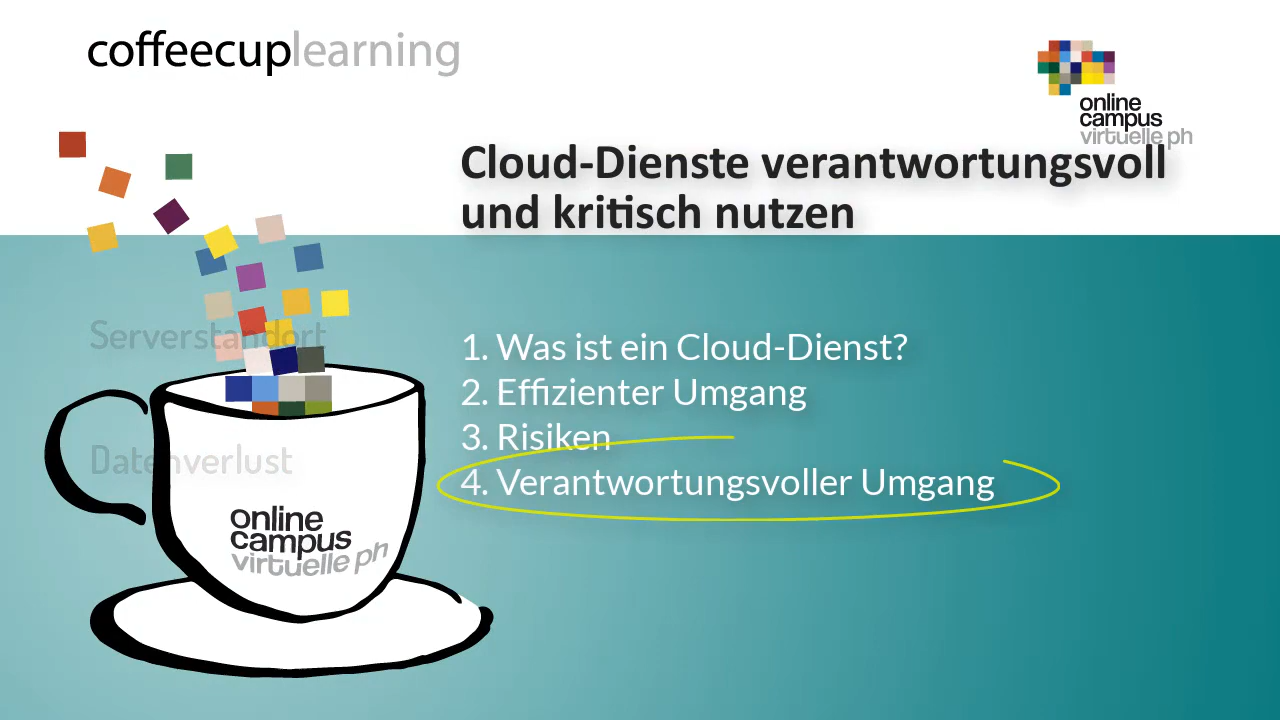 coffeecuplearning
online
campus
virtuelle ph
Cloud-Dienste verantwortungsvoll
und kritisch nutzen
Serverstandort
1. Was ist ein Cloud-Dienst?
2. Effizienter Umgang
3. Risiken
Datenverlust
4. Verantwortungsvoller Umgang
online
campus
virtuelle ph